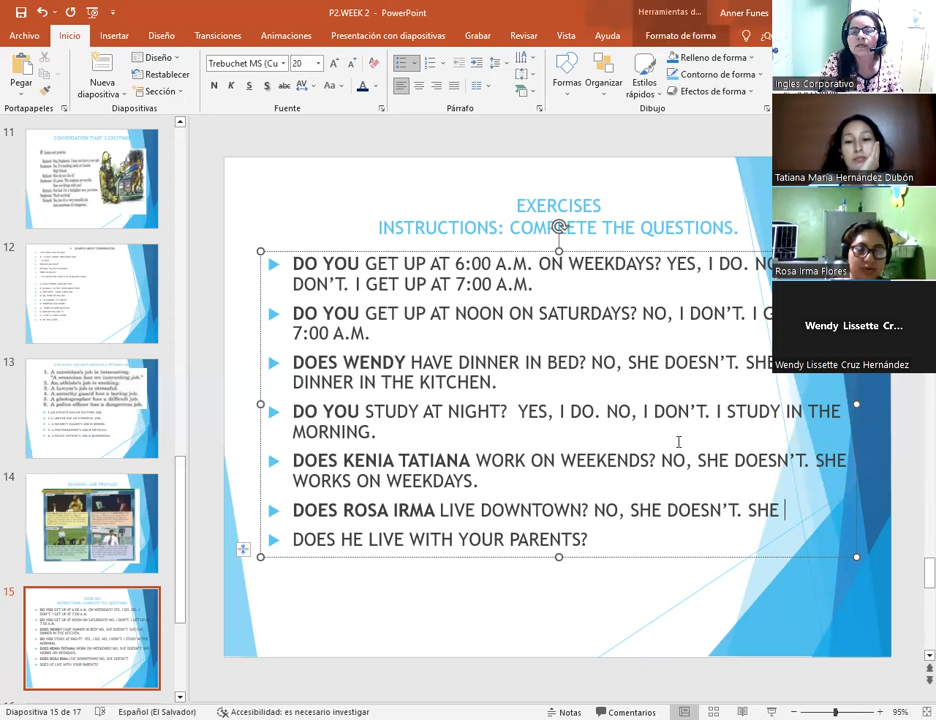 P2.WEEK 2 - PowerPoint
Herramientas d...
Anner Funes
Archivo
Inicio
Insertar
Diseño
Transiciones
Animaciones
Presentación con diapositivas
Grabar
Revisar
Vista
Ayuda
Formato de forma
Pegar
Nueva
diapositiva
Diseño
Restablecer
Sección
Trebuchet MS (Cu
20
N K S S abc AV Aa A
Organizar
Formas
Estilos
rápidos
Relleno de forma
Contorno de forma
Efectos de forma
Portapapeles
Diapositivas
Fuente
Párrafo
Dibujo
Ingles Corporativo
Tatiana María Hernández Dubón
Rosa Irma Flores
Wendy Lissette Cr...
Wendy Lissette Cruz Hernández
11
12
13
14
15
EXERCISES
INSTRUCTIONS: COMPLETE THE QUESTIONS.
DO YOU GET UP AT 6:00 A.M. ON WEEKDAYS? YES, I DO. NO
DON'T. I GET UP AT 7:00 A.M.
DO YOU GET UP AT NOON ON SATURDAYS? NO, I DON'T. I G
7:00 A.M.
DOES WENDY HAVE DINNER IN BED? NO, SHE DOESN'T. SHE
DINNER IN THE KITCHEN.
DO YOU STUDY AT NIGHT? YES, I DO. NO, I DON'T. I STUDY IN THE
MORNING.
DOES KENIA TATIANA WORK ON WEEKENDS? NO, SHE DOESN'T. SHE
WORKS ON WEEKDAYS.
DOES ROSA IRMA LIVE DOWNTOWN? NO, SHE DOESN'T. SHE
DOES HE LIVE WITH YOUR PARENTS?
Diapositiva 15 de 17
Español (El Salvador)
Accesibilidad: es necesario investigar
Notas
Comentarios
95%